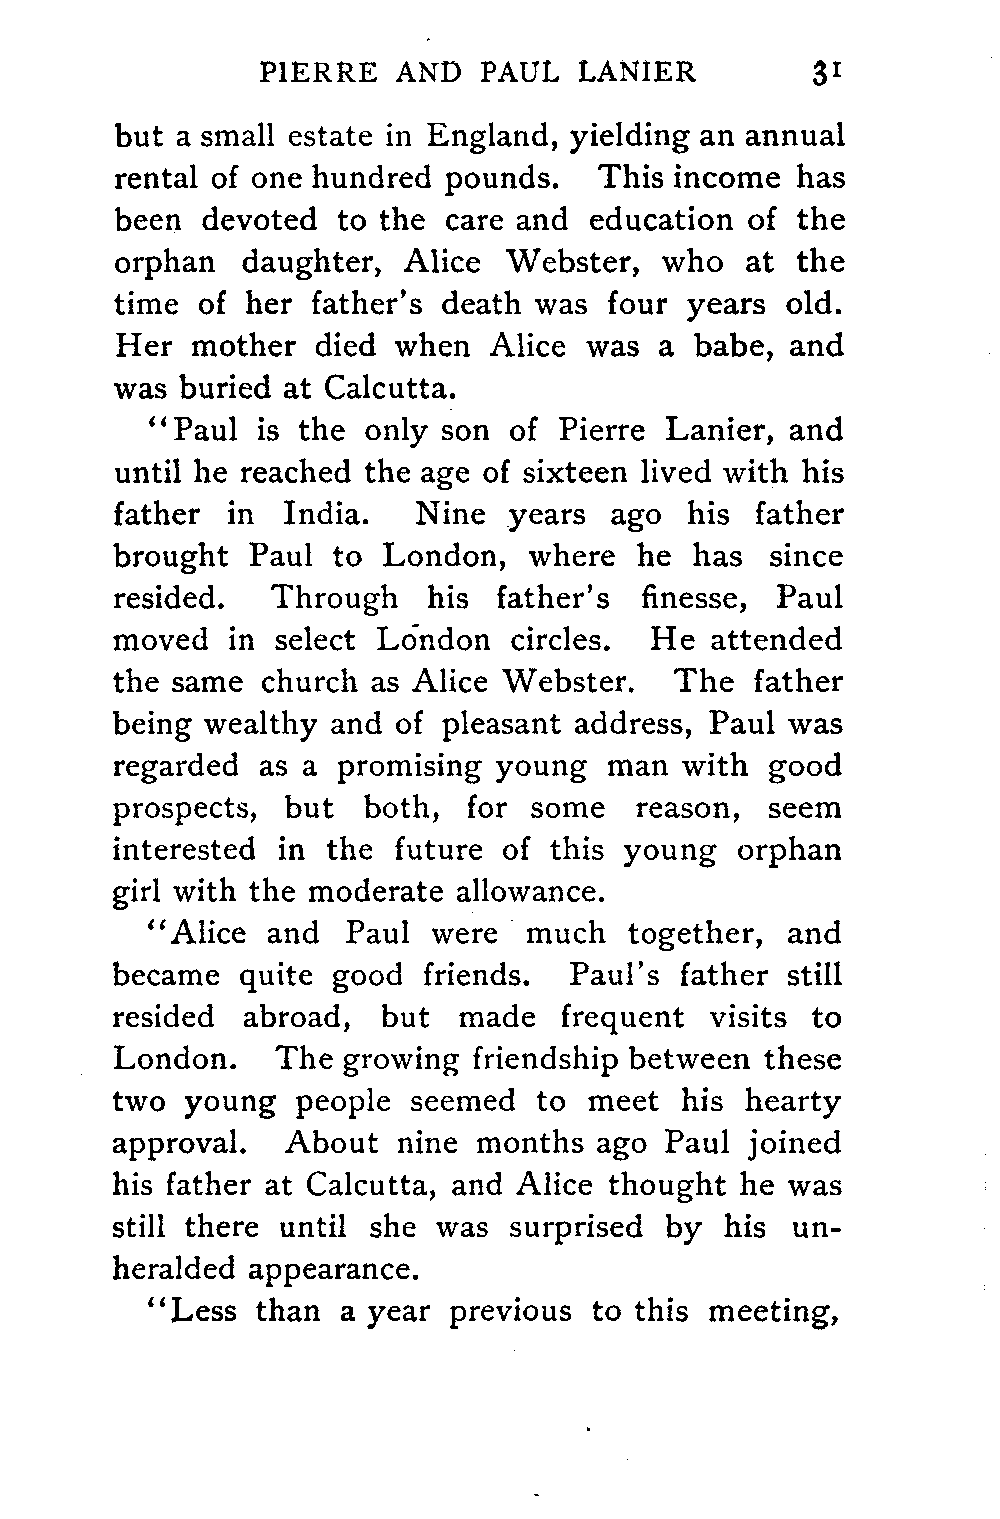 PIERRE AND PAUL LANIER 31
but a small estate in England, yielding an annual
rental of one hundred pounds. This income has
been devoted to the care and education of the
orphan daughter, Alice Webster, who at the
time of her father's death was four years old.
Her mother died when Alice was a babe, and
was buried at Calcutta.
"Paul is the only son of Pierre Lanier, and
until he reached the age of sixteen lived with his
father in India. Nine years ago his father
brought Paul to London, where he has since
resided. Through his father's finesse, Paul
moved in select London circles. He attended
the same church as Alice Webster. The father
being wealthy and of pleasant address, Paul was
regarded as a promising young man with good
prospects, but both, for some reason, seem
interested in the future of this young orphan
girl with the moderate allowance.
"Alice and Paul were much together, and
became quite good friends. Paul's father still
resided abroad, but made frequent visits to
London. The growing friendship between these
two young people seemed to meet his hearty
approval. About nine months ago Paul joined
his father at Calcutta, and Alice thought he was
still there until she was surprised by his un-
heralded appearance.
"Less than a year previous to this meeting,